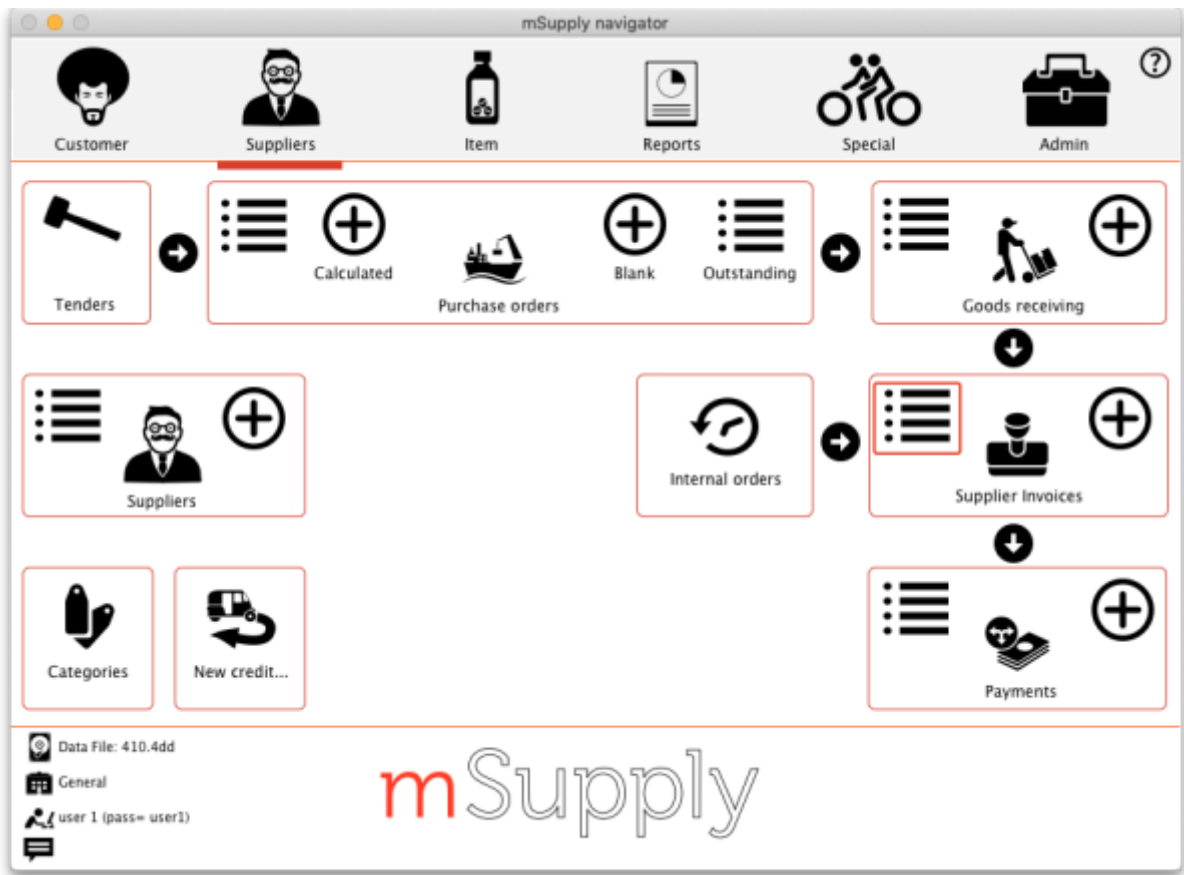 mSupply navigator
?
Customer
Suppliers
Item
Reports
Special
Admin
Calculated
Blank
Outstanding
Tenders
Purchase orders
Goods receiving
Internal orders
Suppliers
Supplier Invoices
Categories
New credit...
Payments
Data File: 410.4dd
General
user 1 (pass= user1)
mSupply